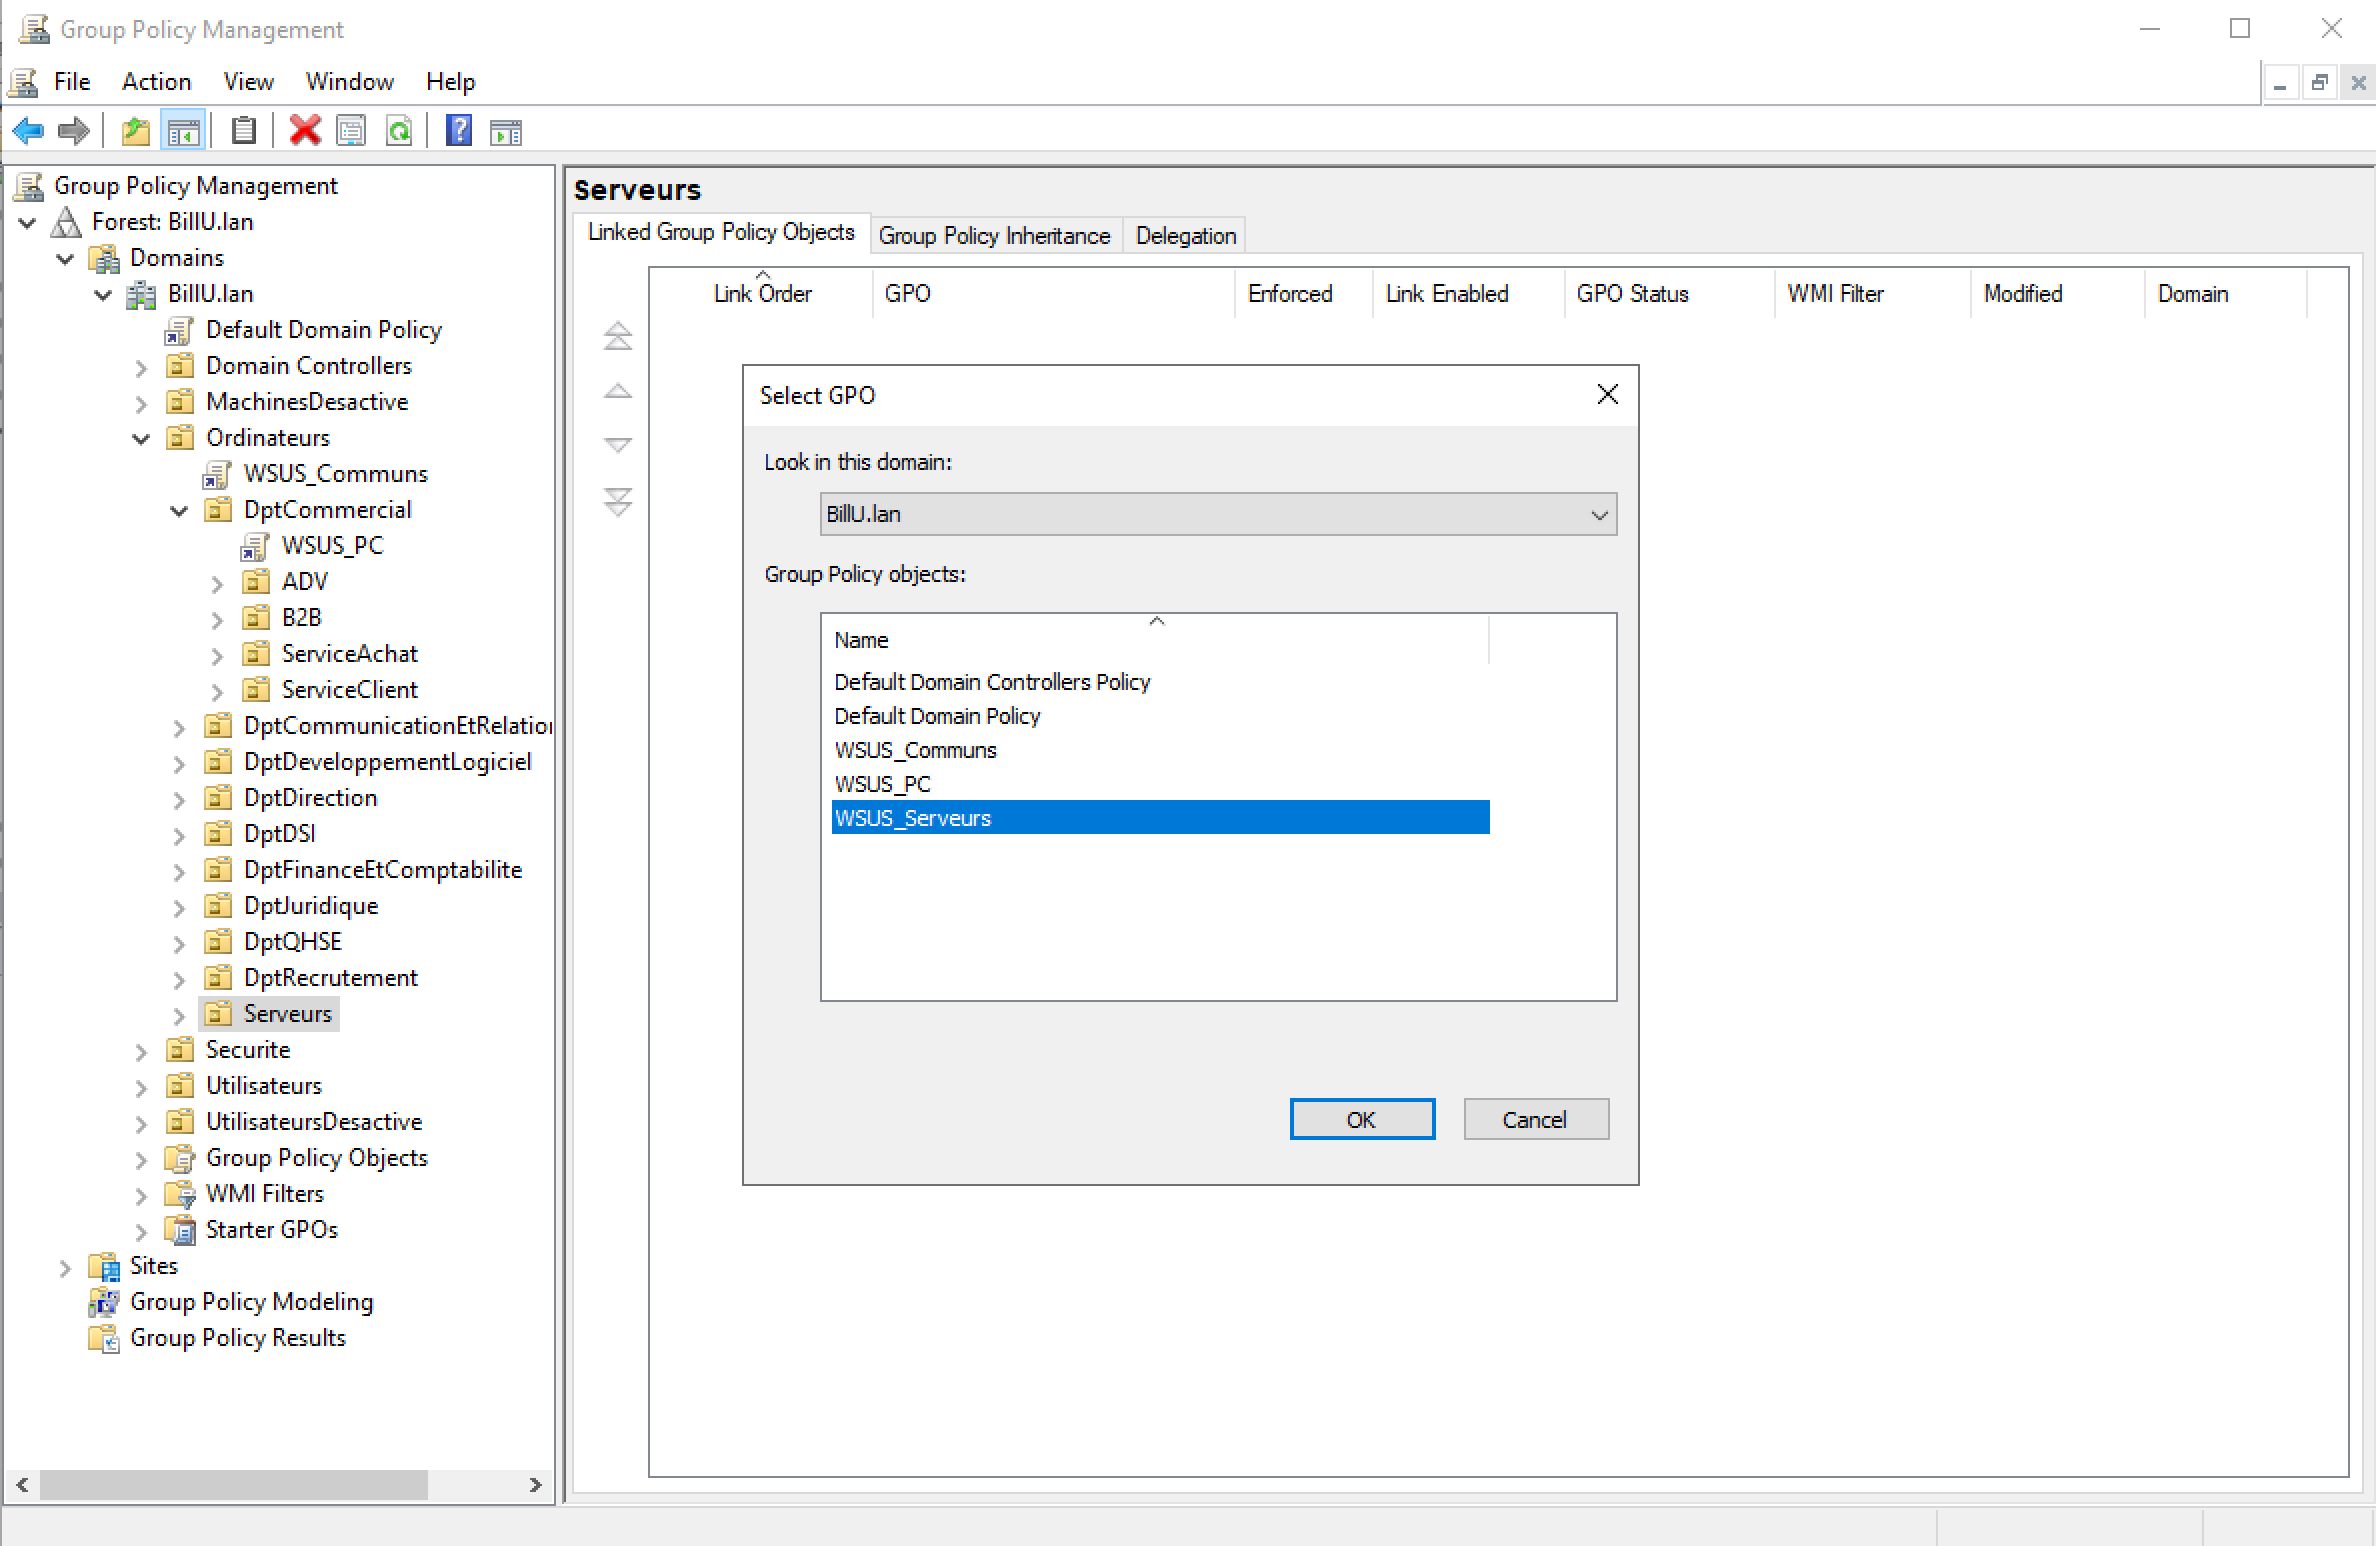 Group Policy Management
File Action View Window Help
Group Policy Management
Forest: BillU.lan
Domains
BillU.lan
Default Domain Policy
Domain Controllers
MachinesDesactive
Ordinateurs
WSUS_Communs
DptCommercial
WSUS_PC
ADV
B2B
ServiceAchat
ServiceClient
DptCommunicationEtRelation
DptDeveloppementLogiciel
DptDirection
DptDSI
DptFinanceEtComptabilite
DptJuridique
DptQHSE
DptRecrutement
Serveurs
Securite
Utilisateurs
UtilisateursDesactive
Group Policy Objects
WMI Filters
Starter GPOs
Sites
Group Policy Modeling
Group Policy Results
Serveurs
Linked Group Policy Objects Group Policy Inheritance Delegation
Link Order GPO Enforced Link Enabled GPO Status WMI Filter Modified Domain
Select GPO
Look in this domain:
BillU.lan
Group Policy objects:
Name
Default Domain Controllers Policy
Default Domain Policy
WSUS_Communs
WSUS_PC
WSUS_Serveurs
OK Cancel